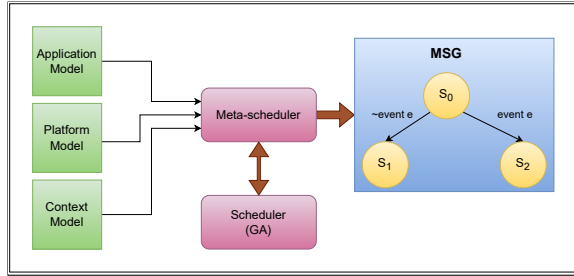 Application
Model
Platform
Model
Context
Model
Meta-scheduler
Scheduler
(GA)
MSG
S0
~event e
event e
S1
S2